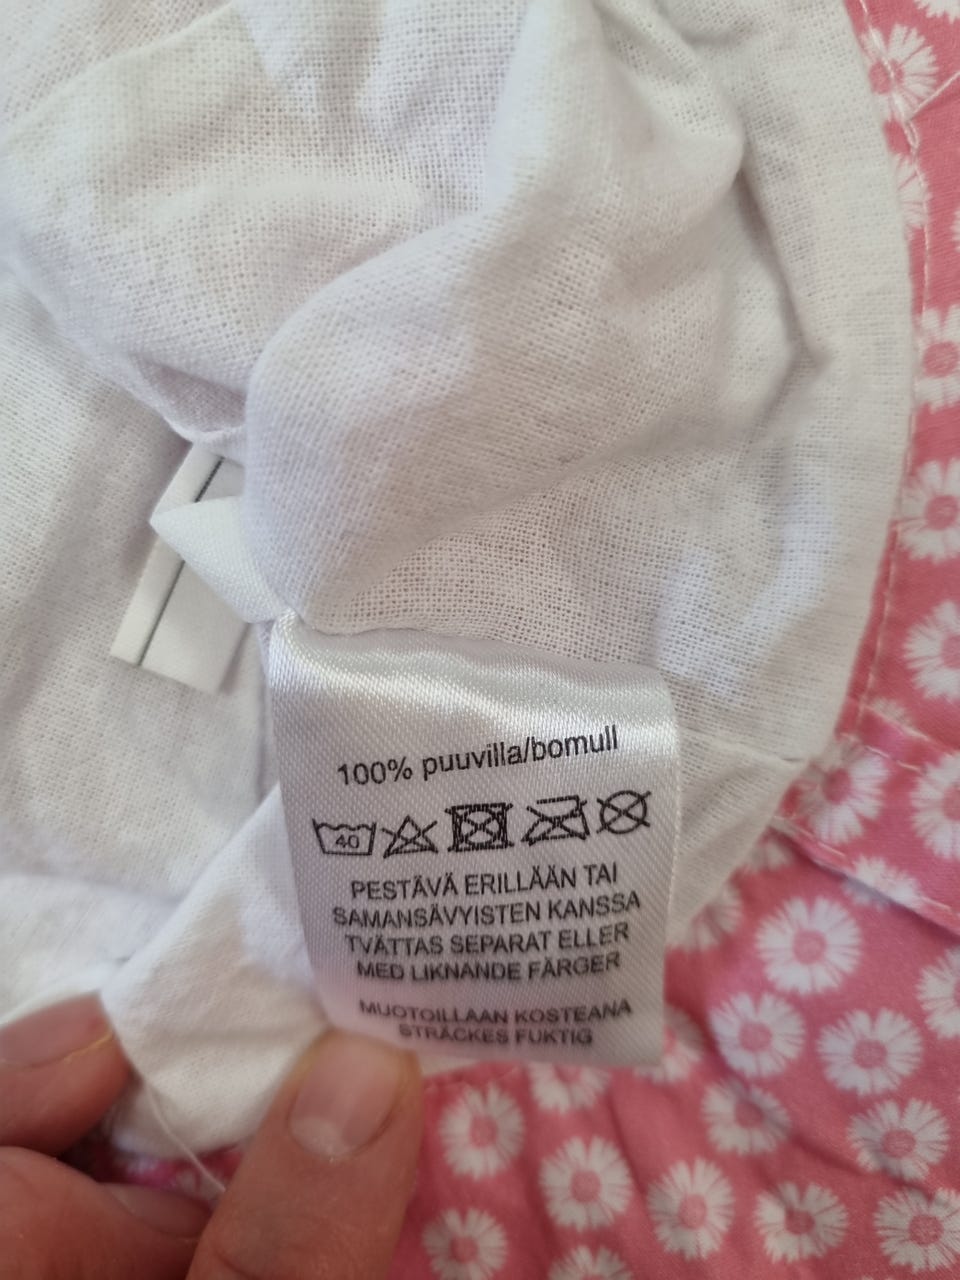 100% puuvilla/bomull
40
PESTÄVÄ ERILLÄÄN TAI
SAMANSÄVYISTEN KANSSA
TVÄTTAS SEPARAT ELLER
MED LIKNANDE FÄRGER
MUOTOILLAAN KOSTEANA
STRÄCKES FUKTIG